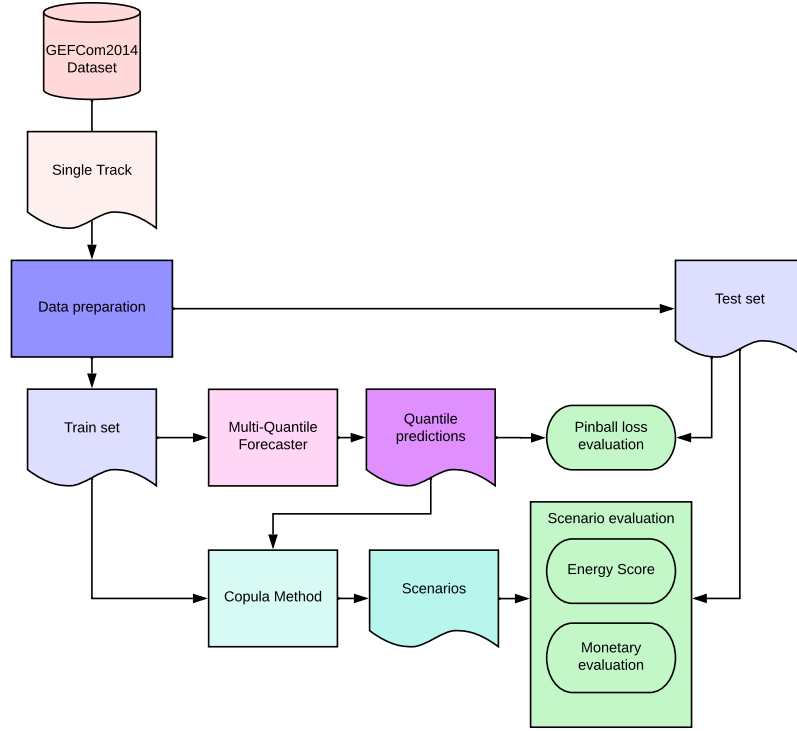 GEFCom2014
Dataset
Single Track
Data preparation
Test set
Train set
Multi-Quantile
Forecaster
Quantile
predictions
Pinball loss
evaluation
Scenario evaluation
Energy Score
Copula Method
Scenarios
Monetary
evaluation